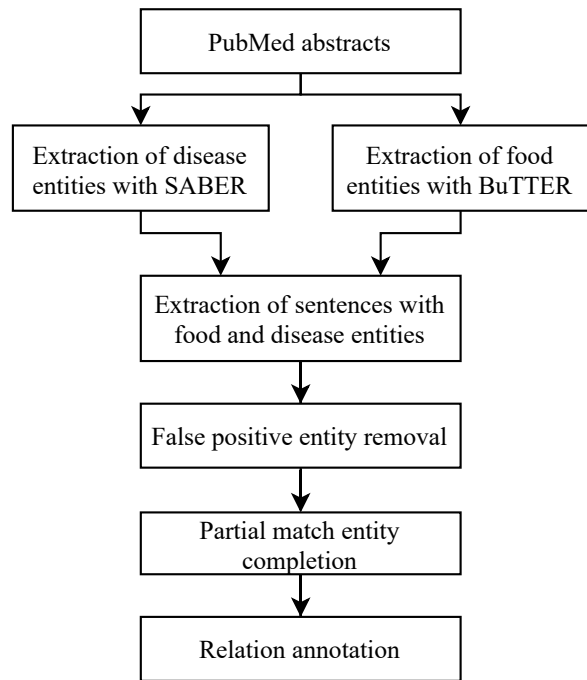 PubMed abstracts
Extraction of disease
entities with SABER
Extraction of food
entities with BuTTER
Extraction of sentences with
food and disease entities
False positive entity removal
Partial match entity
completion
Relation annotation